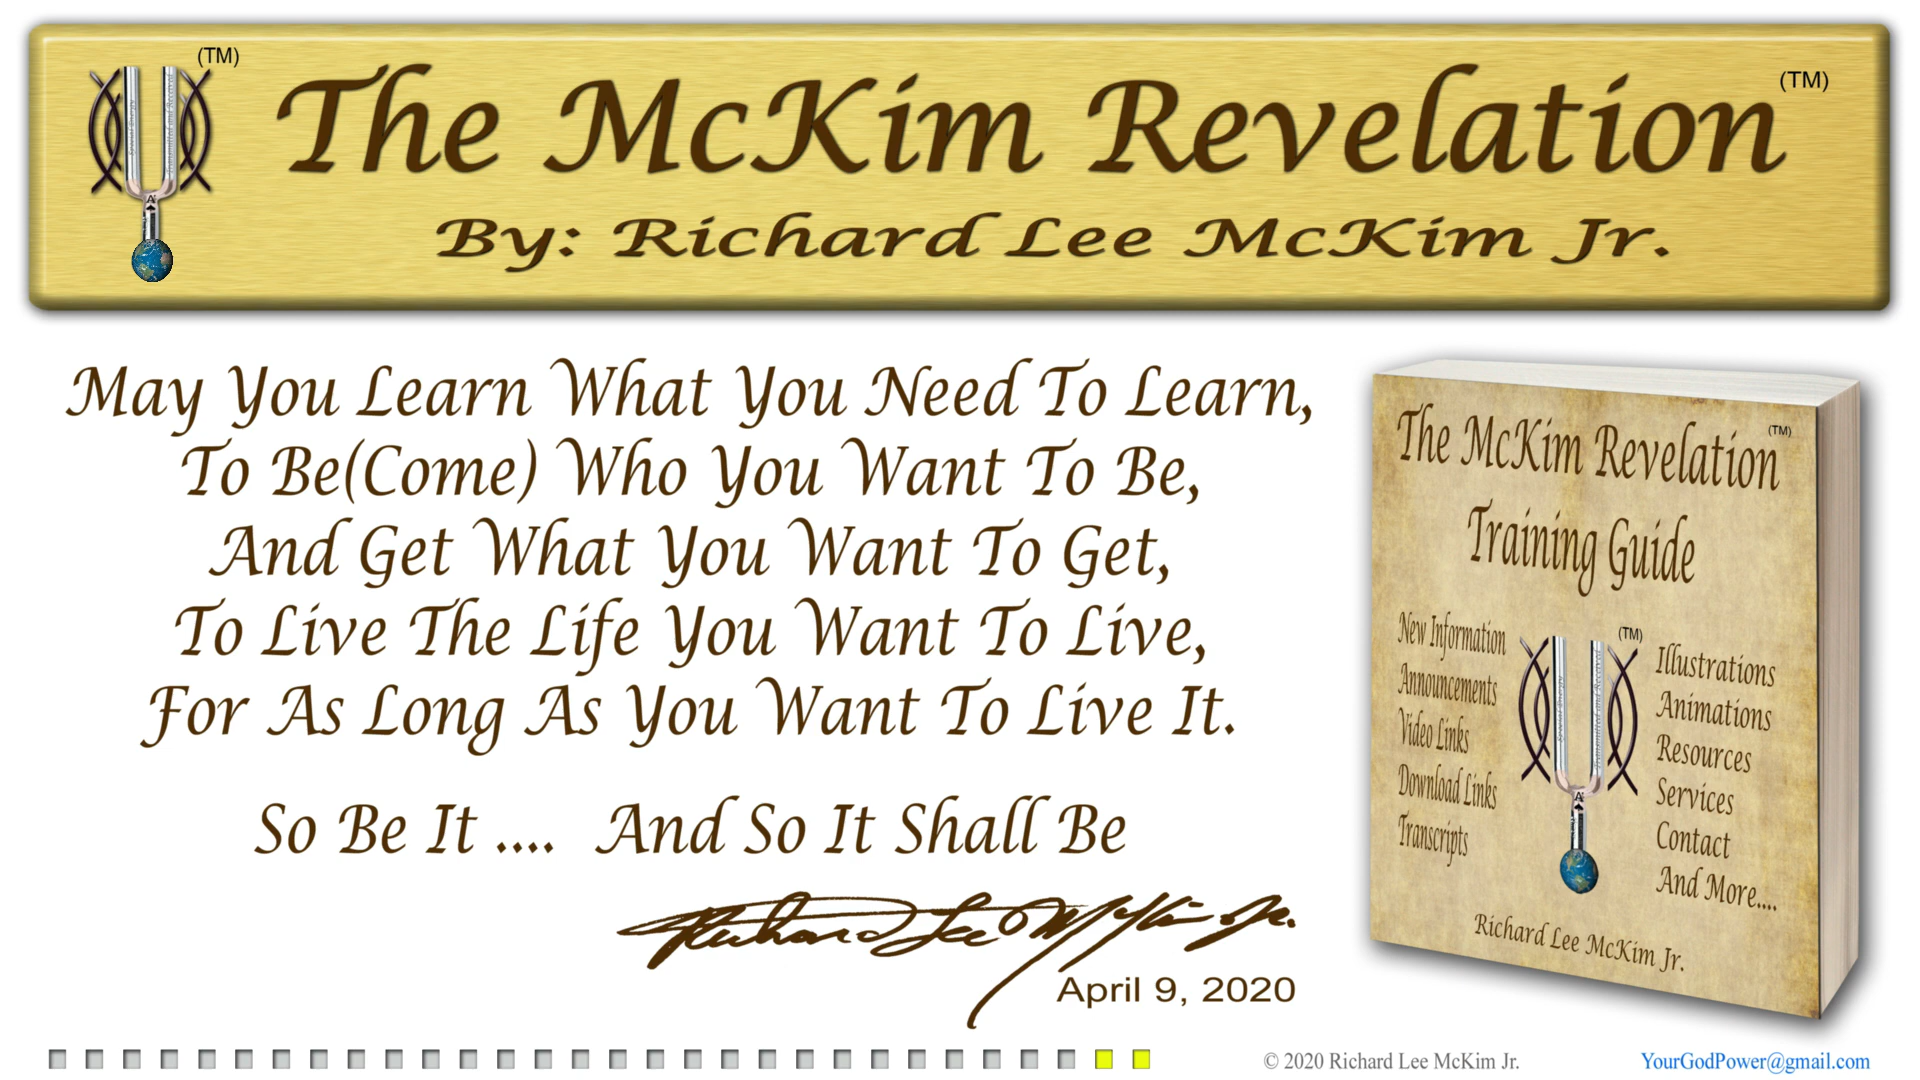 (TM)
The McKim Revelation (TM)
By: Richard Lee McKim Jr.
May You Learn What You Need To Learn,
To Be(Come) Who You Want To Be,
And Get What You Want To Get,
To Live The Life You Want To Live,
For As Long As You Want To Live It.
So Be It .... And So It Shall Be
Richard Lee McKim Jr.
April 9, 2020
The McKim Revelation (TM)
Training Guide
New Information
Announcements
Video Links
Download Links
Transcripts
(TM)
Illustrations
Animations
Resources
Services
Contact
And More....
Richard Lee McKim Jr.
© 2020 Richard Lee McKim Jr.
YourGodPower@gmail.com